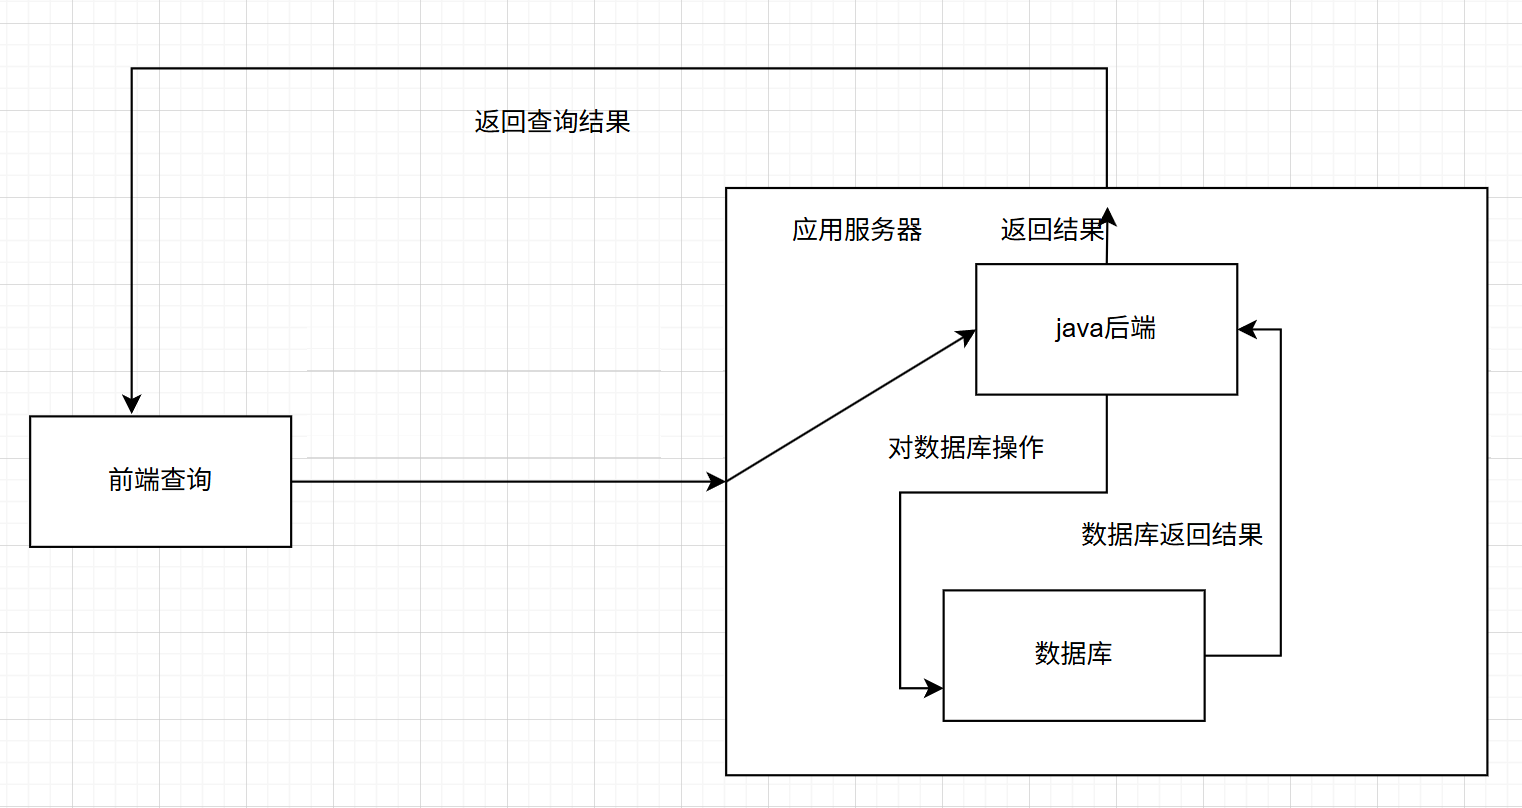 返回查询结果
应用服务器
返回结果
java后端
对数据库操作
前端查询
数据库返回结果
数据库